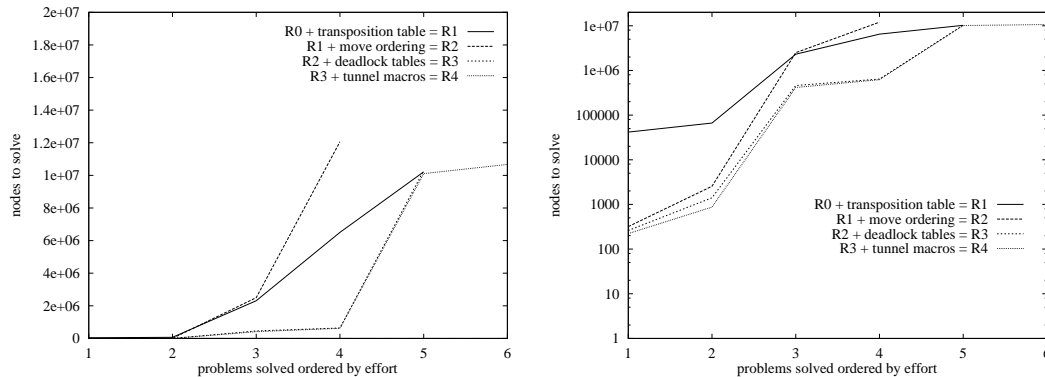 2e+07
1.8e+07
1.6e+07
1.4e+07
1.2e+07
1e+07
8e+06
6e+06
4e+06
2e+06
0
nodes to solve
R0 + transposition table = R1
R1 + move ordering = R2
R2 + deadlock tables = R3
R3 + tunnel macros = R4
1 2 3 4 5 6
problems solved ordered by effort
1e+07
1e+06
100000
10000
1000
100
10
1
nodes to solve
R0 + transposition table = R1
R1 + move ordering = R2
R2 + deadlock tables = R3
R3 + tunnel macros = R4
1 2 3 4 5 6
problems solved ordered by effort